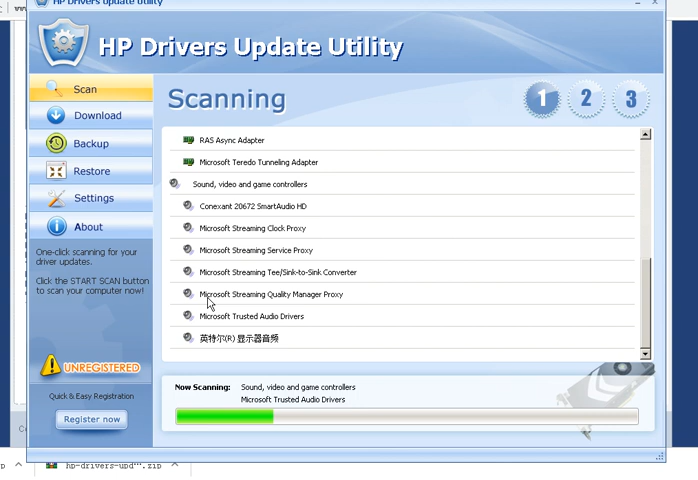 HP Drivers Update Utility
HP Drivers Update Utility
Scan
Download
Backup
Restore
Settings
About
One-click scanning for your
driver updates.
Click the START SCAN button
to scan your computer now!
UNREGISTERED
Quick & Easy Registration
Register now
Scanning
1
2
3
RAS Async Adapter
Microsoft Teredo Tunneling Adapter
Sound, video and game controllers
Conexant 20672 SmartAudio HD
Microsoft Streaming Clock Proxy
Microsoft Streaming Service Proxy
Microsoft Streaming Tee/Sink-to-Sink Converter
Microsoft Streaming Quality Manager Proxy
Microsoft Trusted Audio Drivers
英特尔(R) 显示器音频
Now Scanning: Sound, video and game controllers
Microsoft Trusted Audio Drivers
hp-drivers-upd….zip